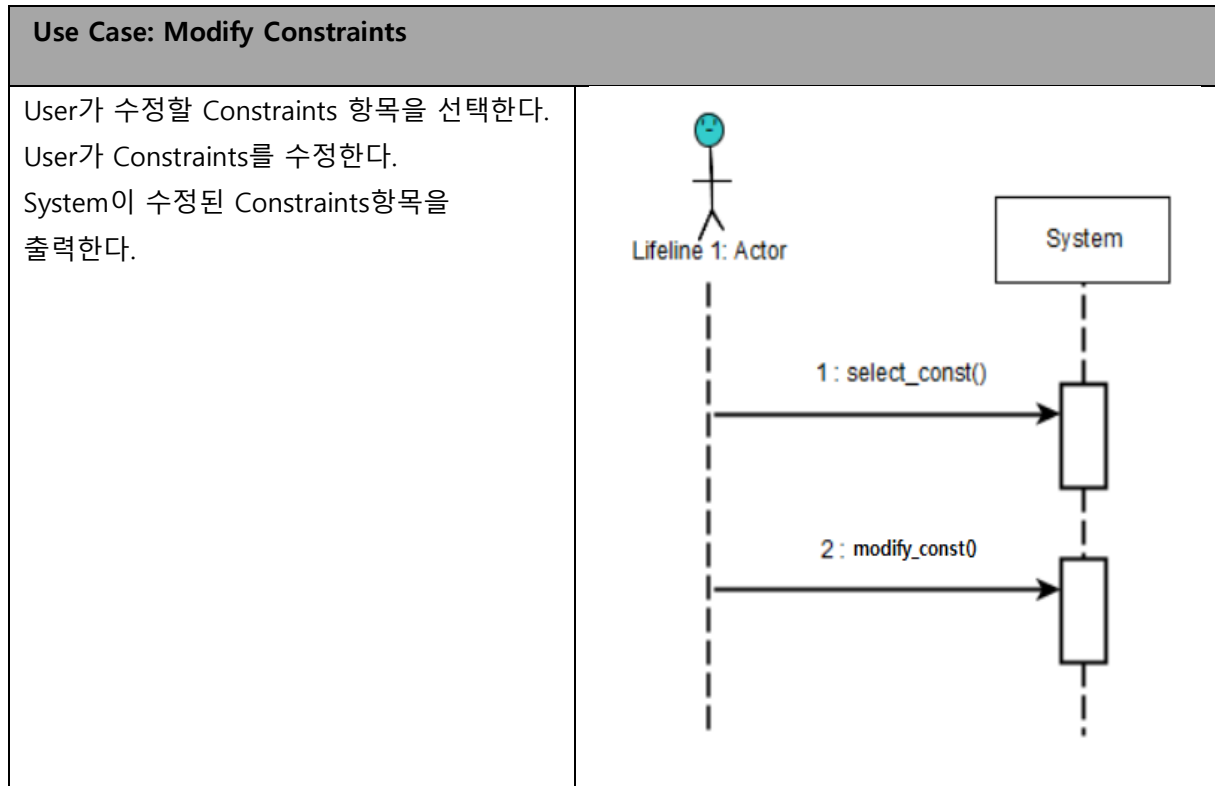 Use Case: Modify Constraints
User가 수정할 Constraints 항목을 선택한다.
User가 Constraints를 수정한다.
System이 수정된 Constraints항목을
출력한다.
Lifeline 1: Actor
System
1 : select_const()
2 : modify_const()